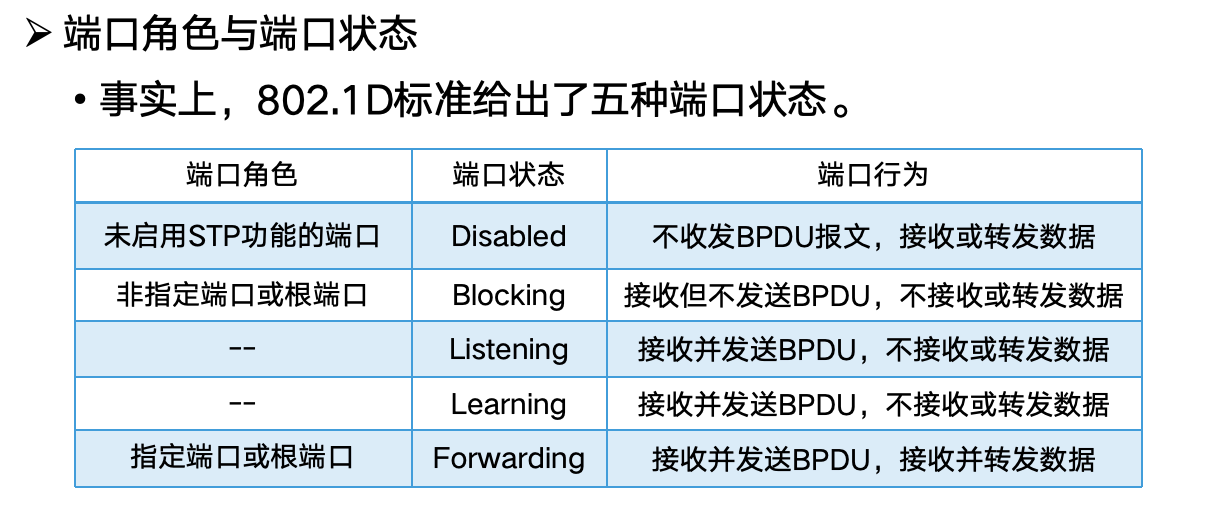 ➢ 端口角色与端口状态
• 事实上，802.1D标准给出了五种端口状态。
端口角色 端口状态 端口行为
未启用STP功能的端口 Disabled 不收发BPDU报文，接收或转发数据
非指定端口或根端口 Blocking 接收但不发送BPDU，不接收或转发数据
-- Listening 接收并发送BPDU，不接收或转发数据
-- Learning 接收并发送BPDU，不接收或转发数据
指定端口或根端口 Forwarding 接收并发送BPDU，接收并转发数据